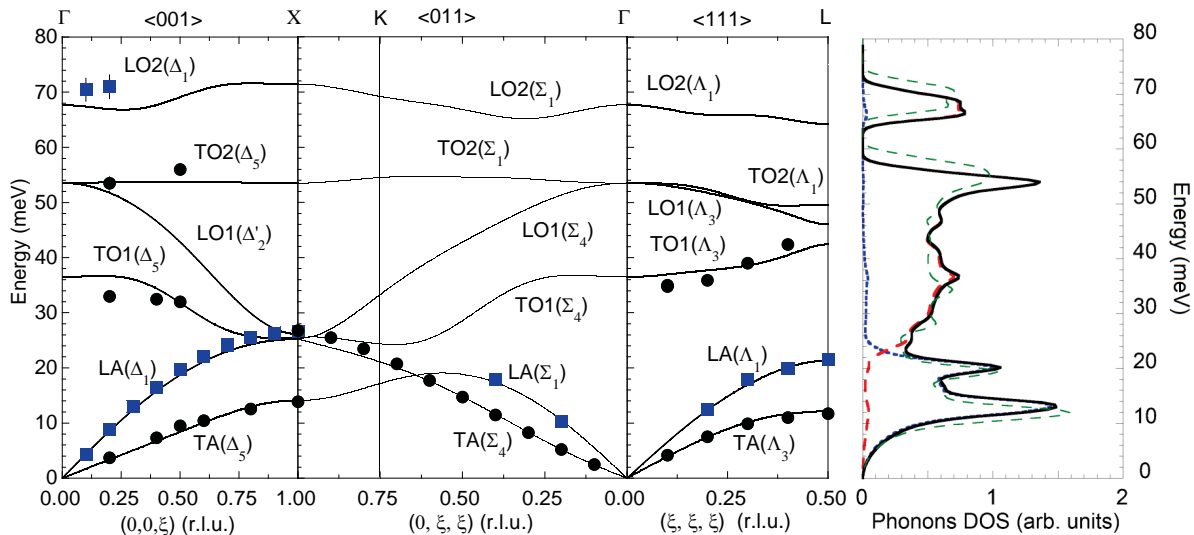 Γ <001> X K <011> Γ <111> L
80 80
LO2(Δ₁)
70 70
LO2(Σ₁) LO2(Λ₁)
60 60
TO2(Δ₅) TO2(Σ₁)
50 50
TO2(Λ₁)
LO1(Λ₃)
LO1(Δ'₂) LO1(Σ₄)
TO1(Δ₅) TO1(Λ₃)
40 40
TO1(Σ₄)
30 30
20 20
LA(Δ₁) LA(Σ₁) LA(Λ₁)
10 10
TA(Δ₅) TA(Σ₄) TA(Λ₃)
0 0
Energy (meV) Energy (meV)
0.00 0.25 0.50 0.75 1.00 0.75 0.50 0.25 0.00 0.25 0.50 0 1 2
(0,0,ξ) (r.l.u.) (0, ξ, ξ) (r.l.u.) (ξ, ξ, ξ) (r.l.u.) Phonons DOS (arb. units)